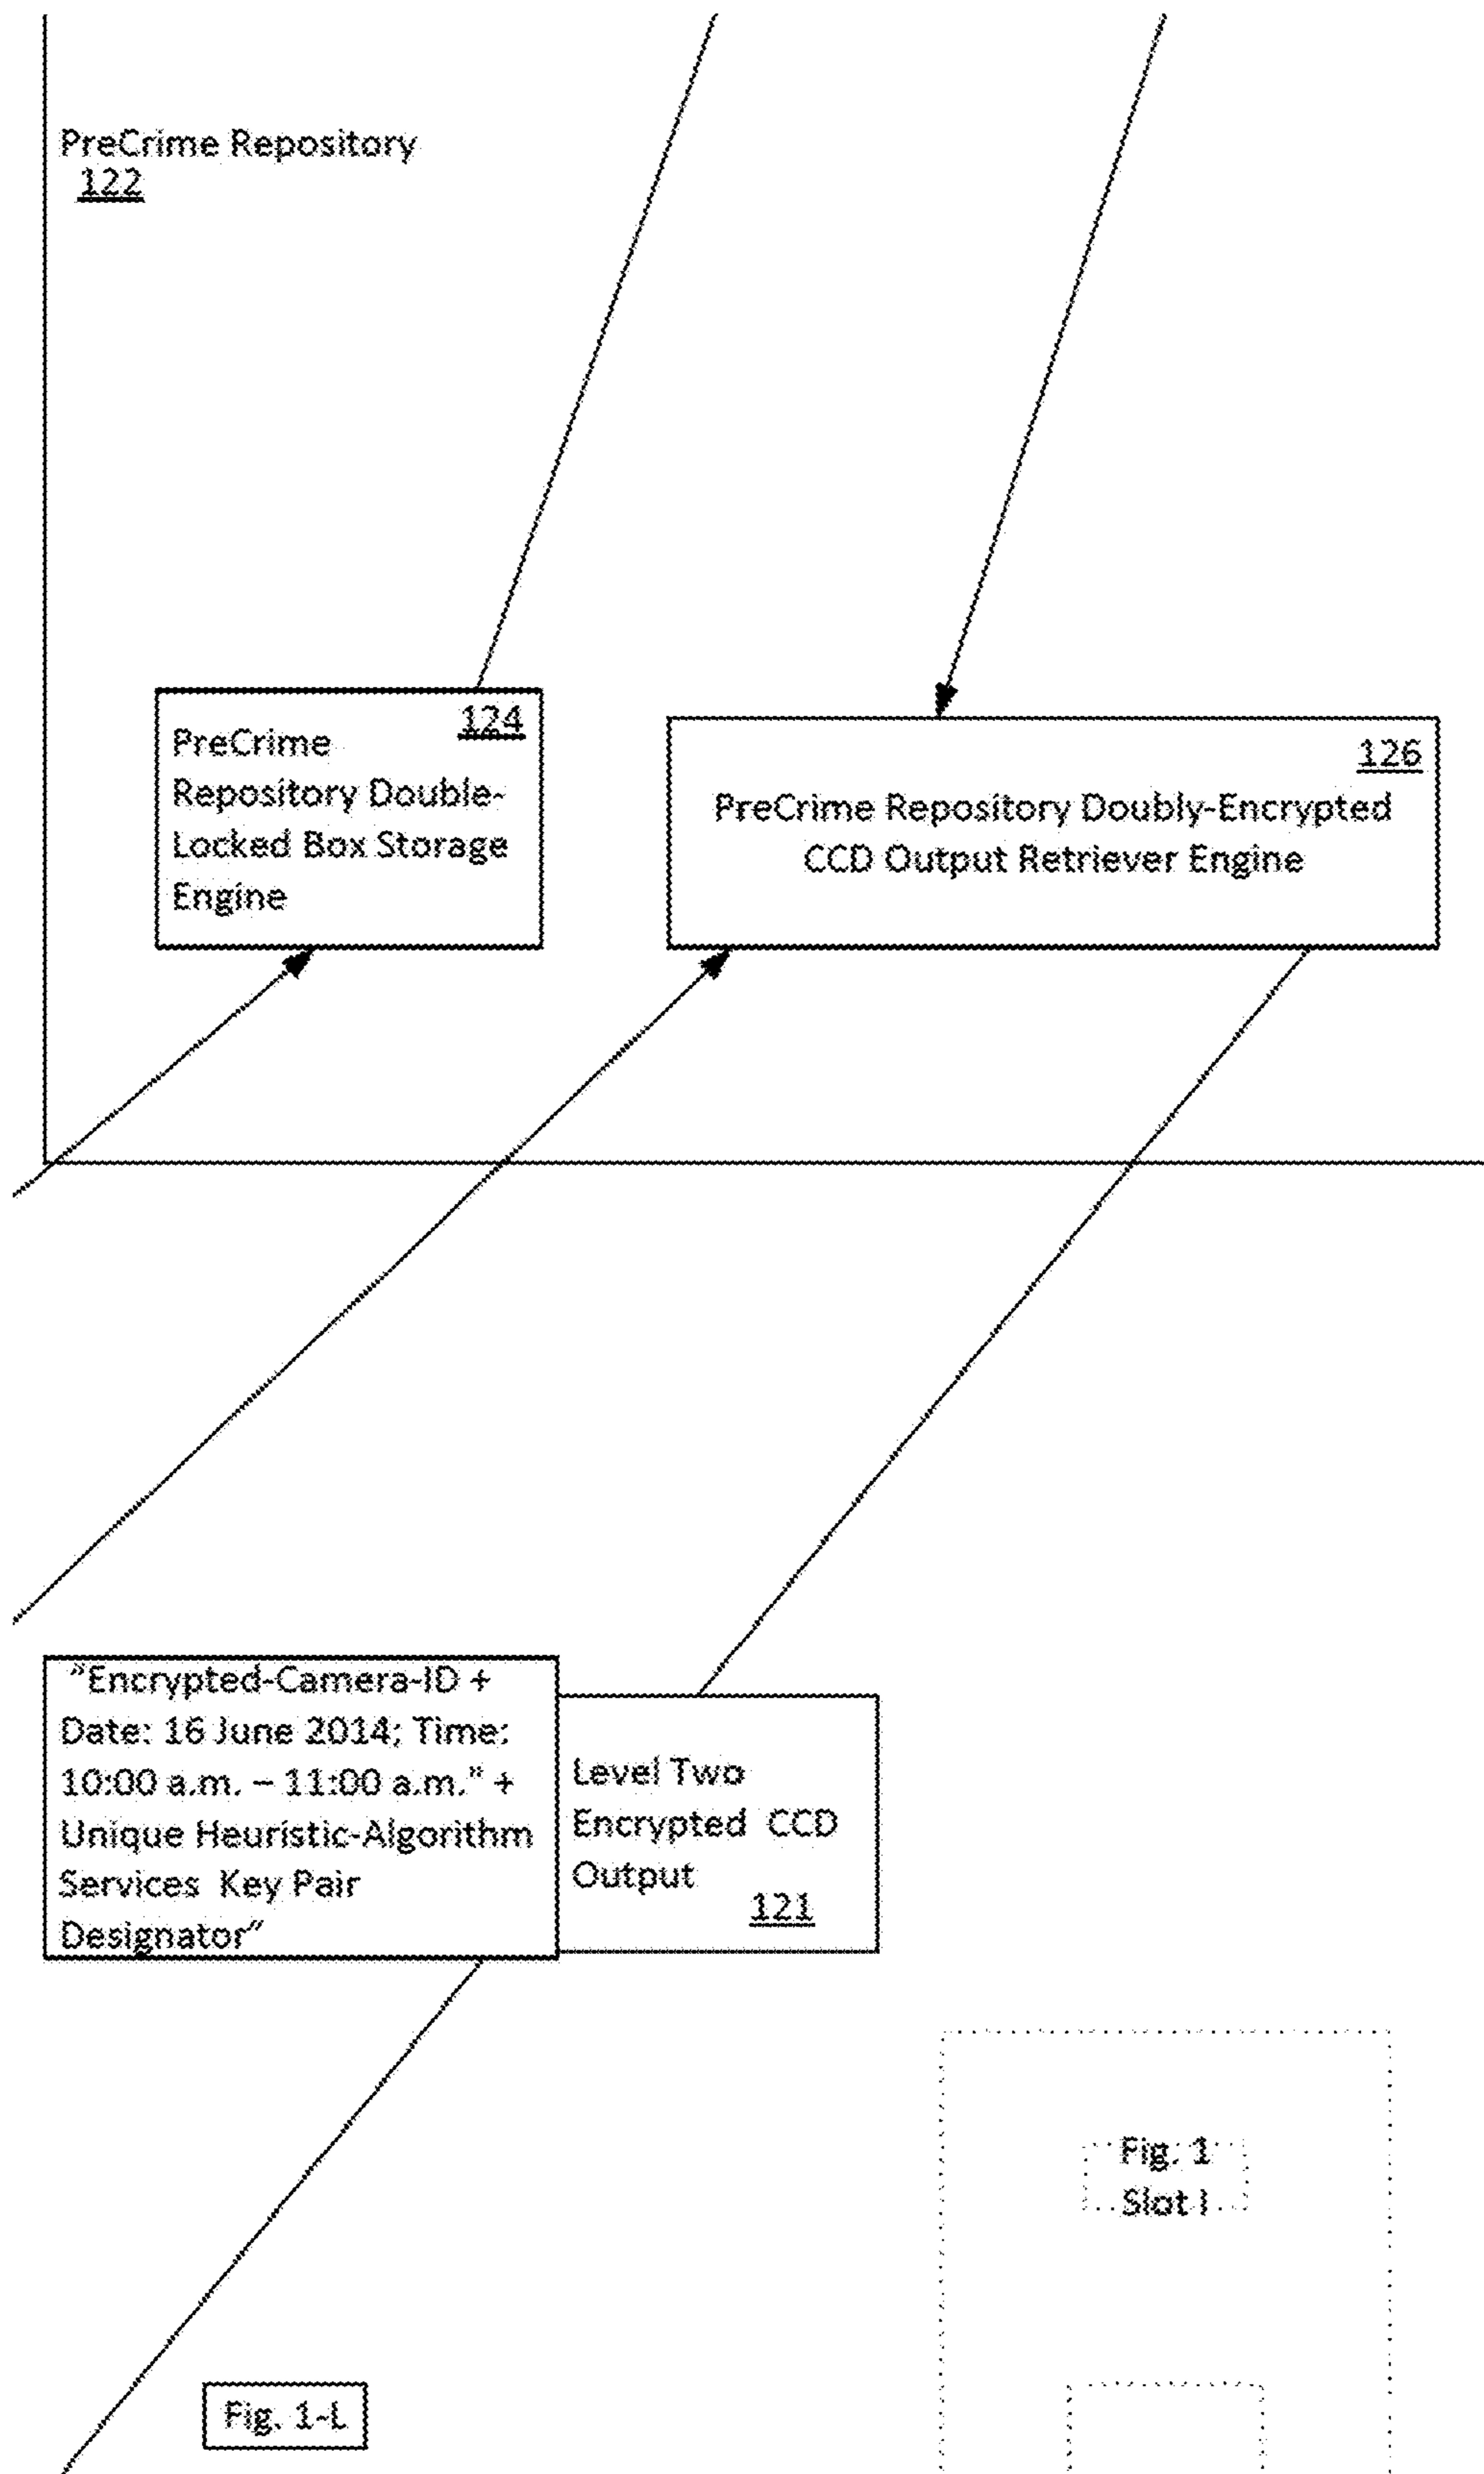 PreCrime Repository
122
124
PreCrime
Repository Double-
Locked Box Storage
Engine
126
PreCrime Repository Doubly-Encrypted
CCD Output Retriever Engine
"Encrypted-Camera-ID +
Date: 16 June 2014; Time:
10:00 a.m. – 11:00 a.m." +
Unique Heuristic-Algorithm
Services Key Pair
Designator"
Level Two
Encrypted CCD
Output
121
Fig. 1
Slot I
Fig. 1-L